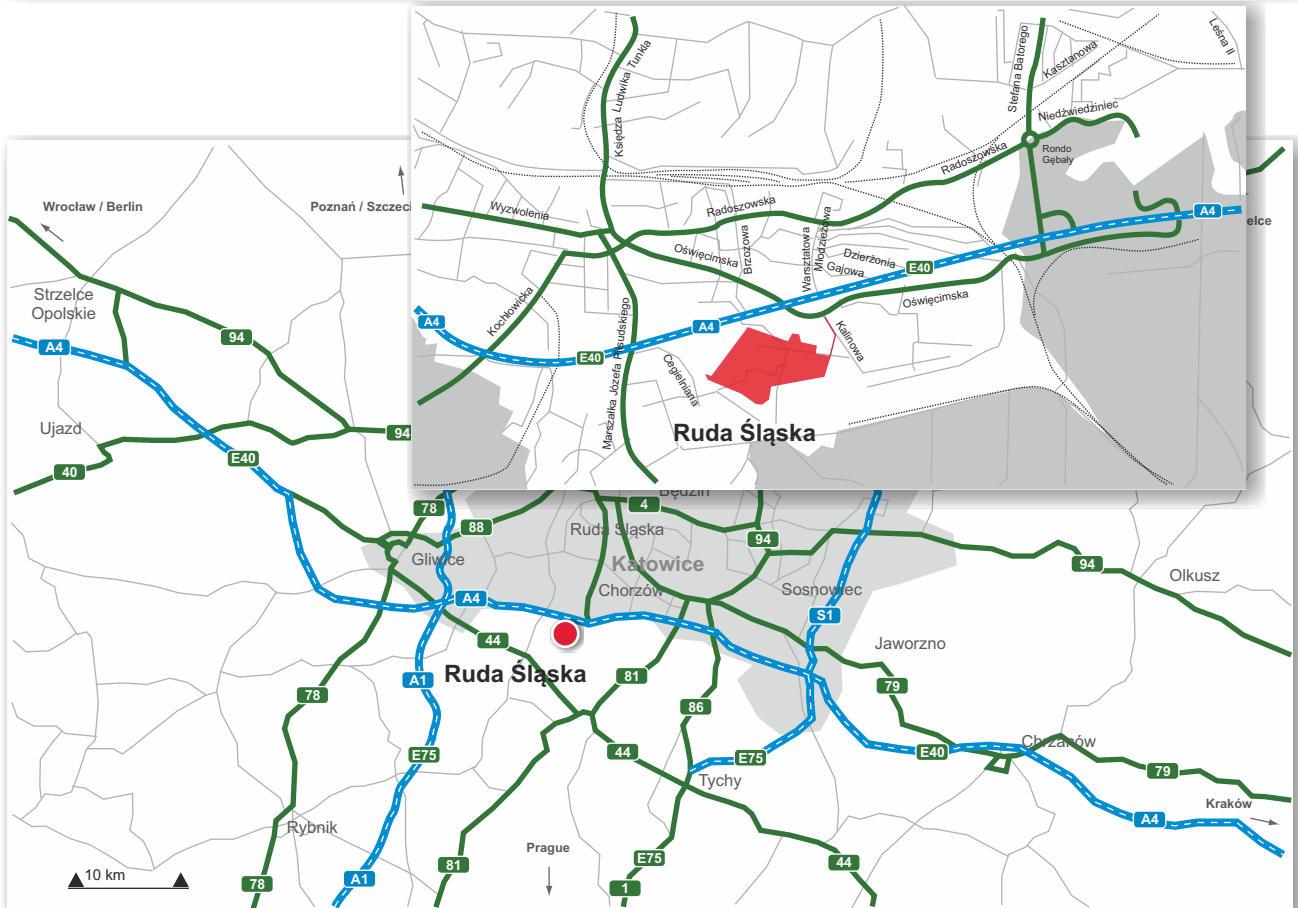 Księdza Ludwika Tunkla
Stefana Batorego
Kasztanowa
Leśna II
Niedźwiedziniec
Rondo
Gębały
Radoszowska
Wyzwolenia
Radoszowska
Oświęcimska
Brzozowa
Warsztatowa
Młodzieżowa
Dzierżonia
Gajowa
E40
A4
Oświęcimska
Kochłowicka
A4
A4
E40
Marszałka Józefa Piłsudskiego
Cegielniana
Kalinowa
Ruda Śląska
Wrocław / Berlin
Poznań / Szczeci
elce
Strzelce
Opolskie
94
A4
Ujazd
94
40
E40
78
88
4
Będzin
Ruda Śląska
94
Gliwice
Katowice
94
Olkusz
Chorzów
Sosnowiec
A4
S1
44
Jaworzno
Ruda Śląska
81
A1
79
78
86
44
E75
E75
E40
Chrzanów
Tychy
79
Kraków
A4
Rybnik
Prague
81
E75
44
10 km
78
A1
1